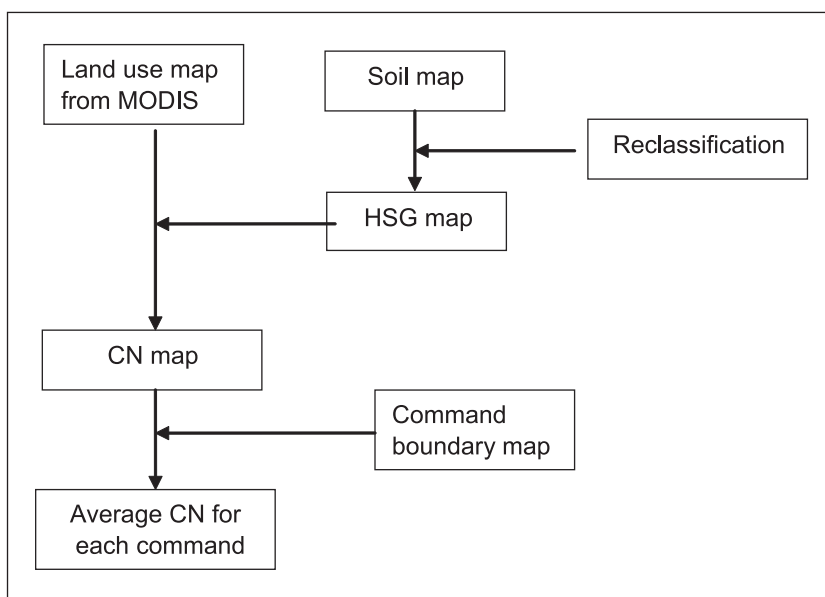 Land use map
from MODIS
Soil map
Reclassification
HSG map
CN map
Command
boundary map
Average CN for
each command